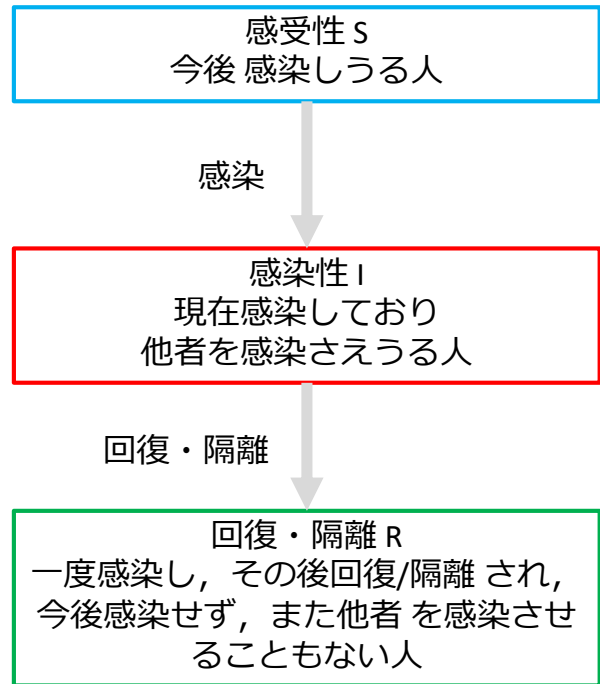 感受性 S
今後 感染しうる人
感染
感染性 I
現在感染しており
他者を感染さえうる人
回復・隔離
回復・隔離 R
一度感染し，その後回復/隔離 され，
今後感染せず，また他者 を感染させ
ることもない人